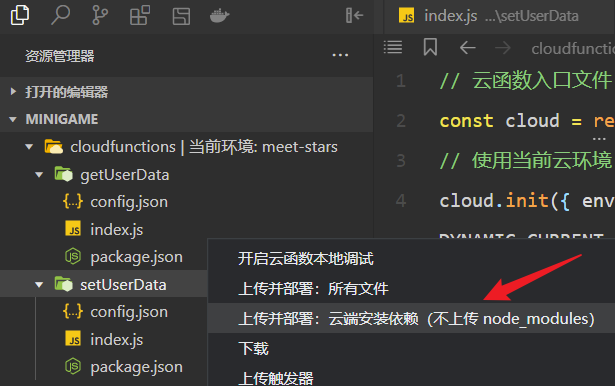 index.js ...\setUserData
资源管理器
···
cloudfunctions
打开的编辑器
MINIGAME
cloudfunctions | 当前环境: meet-stars
getUserData
config.json
index.js
package.json
setUserData
config.json
index.js
package.json
1 // 云函数入口文件
2 const cloud = re
3 // 使用当前云环境
4 cloud.init({ env
DYNAMIC_CURRENT
开启云函数本地调试
上传并部署：所有文件
上传并部署：云端安装依赖（不上传 node_modules）
下载
上传触发器